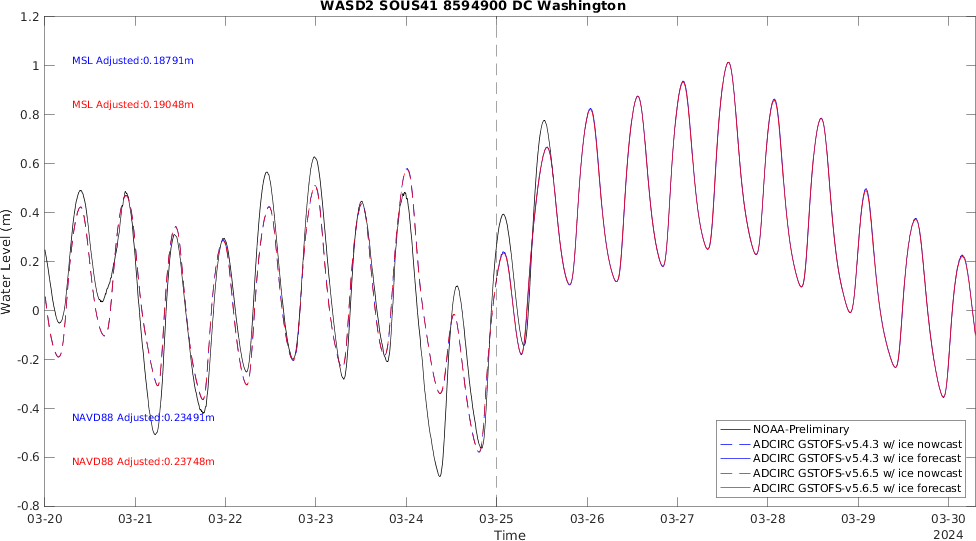 WASD2 SOUS41 8594900 DC Washington
1.2
1
0.8
0.6
0.4
0.2
0
-0.2
-0.4
-0.6
-0.8
Water Level (m)
MSL Adjusted:0.18791m
MSL Adjusted:0.19048m
NAVD88 Adjusted:0.23491m
NAVD88 Adjusted:0.23748m
NOAA-Preliminary
ADCIRC GSTOFS-v5.4.3 w/ ice nowcast
ADCIRC GSTOFS-v5.4.3 w/ ice forecast
ADCIRC GSTOFS-v5.6.5 w/ ice nowcast
ADCIRC GSTOFS-v5.6.5 w/ ice forecast
03-20 03-21 03-22 03-23 03-24 03-25 03-26 03-27 03-28 03-29 03-30
Time
2024